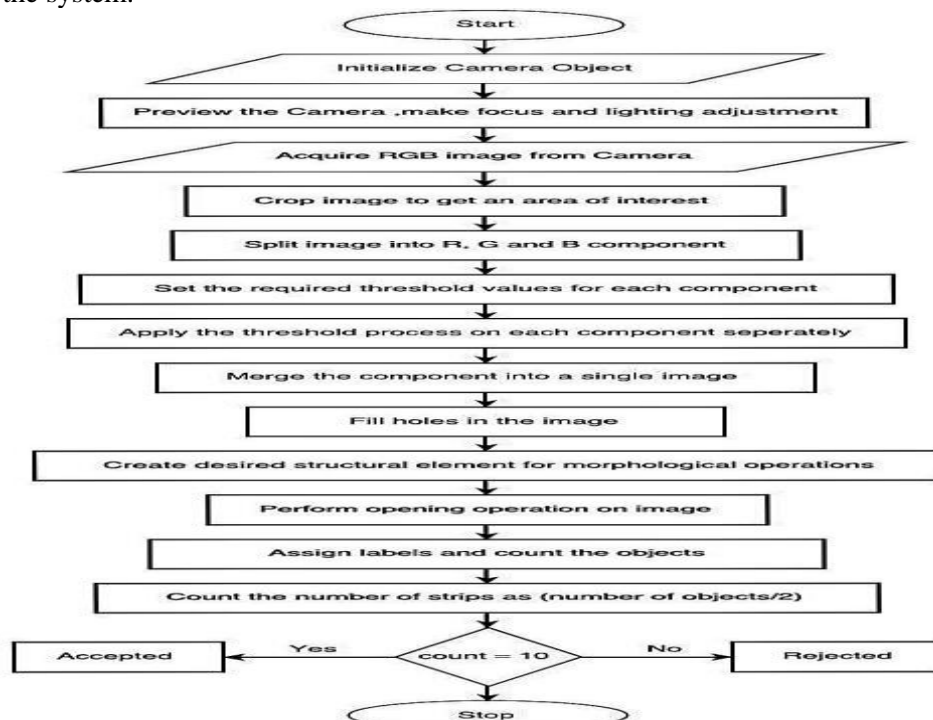 the system.
Start
Initialize Camera Object
Preview the Camera ,make focus and lighting adjustment
Acquire RGB image from Camera
Crop image to get an area of interest
Split image into R, G and B component
Set the required threshold values for each component
Apply the threshold process on each component seperately
Merge the component into a single image
Fill holes in the image
Create desired structural element for morphological operations
Perform opening operation on image
Assign labels and count the objects
Count the number of strips as (number of objects/2)
Accepted Yes count = 10 No Rejected
Stop